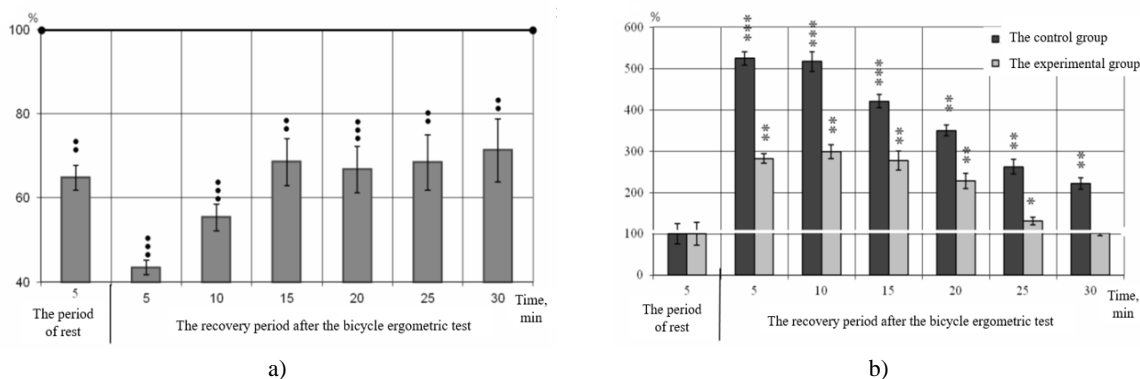 %
100
80
60
40
5 5 10 15 20 25 30 Time, min
The period of rest
The recovery period after the bicycle ergometric test
a)
%
600
500
400
300
200
100
0
***
**
***
**
***
**
**
**
**
*
**
The control group
The experimental group
5 5 10 15 20 25 30 Time, min
The period of rest
The recovery period after the bicycle ergometric test
b)